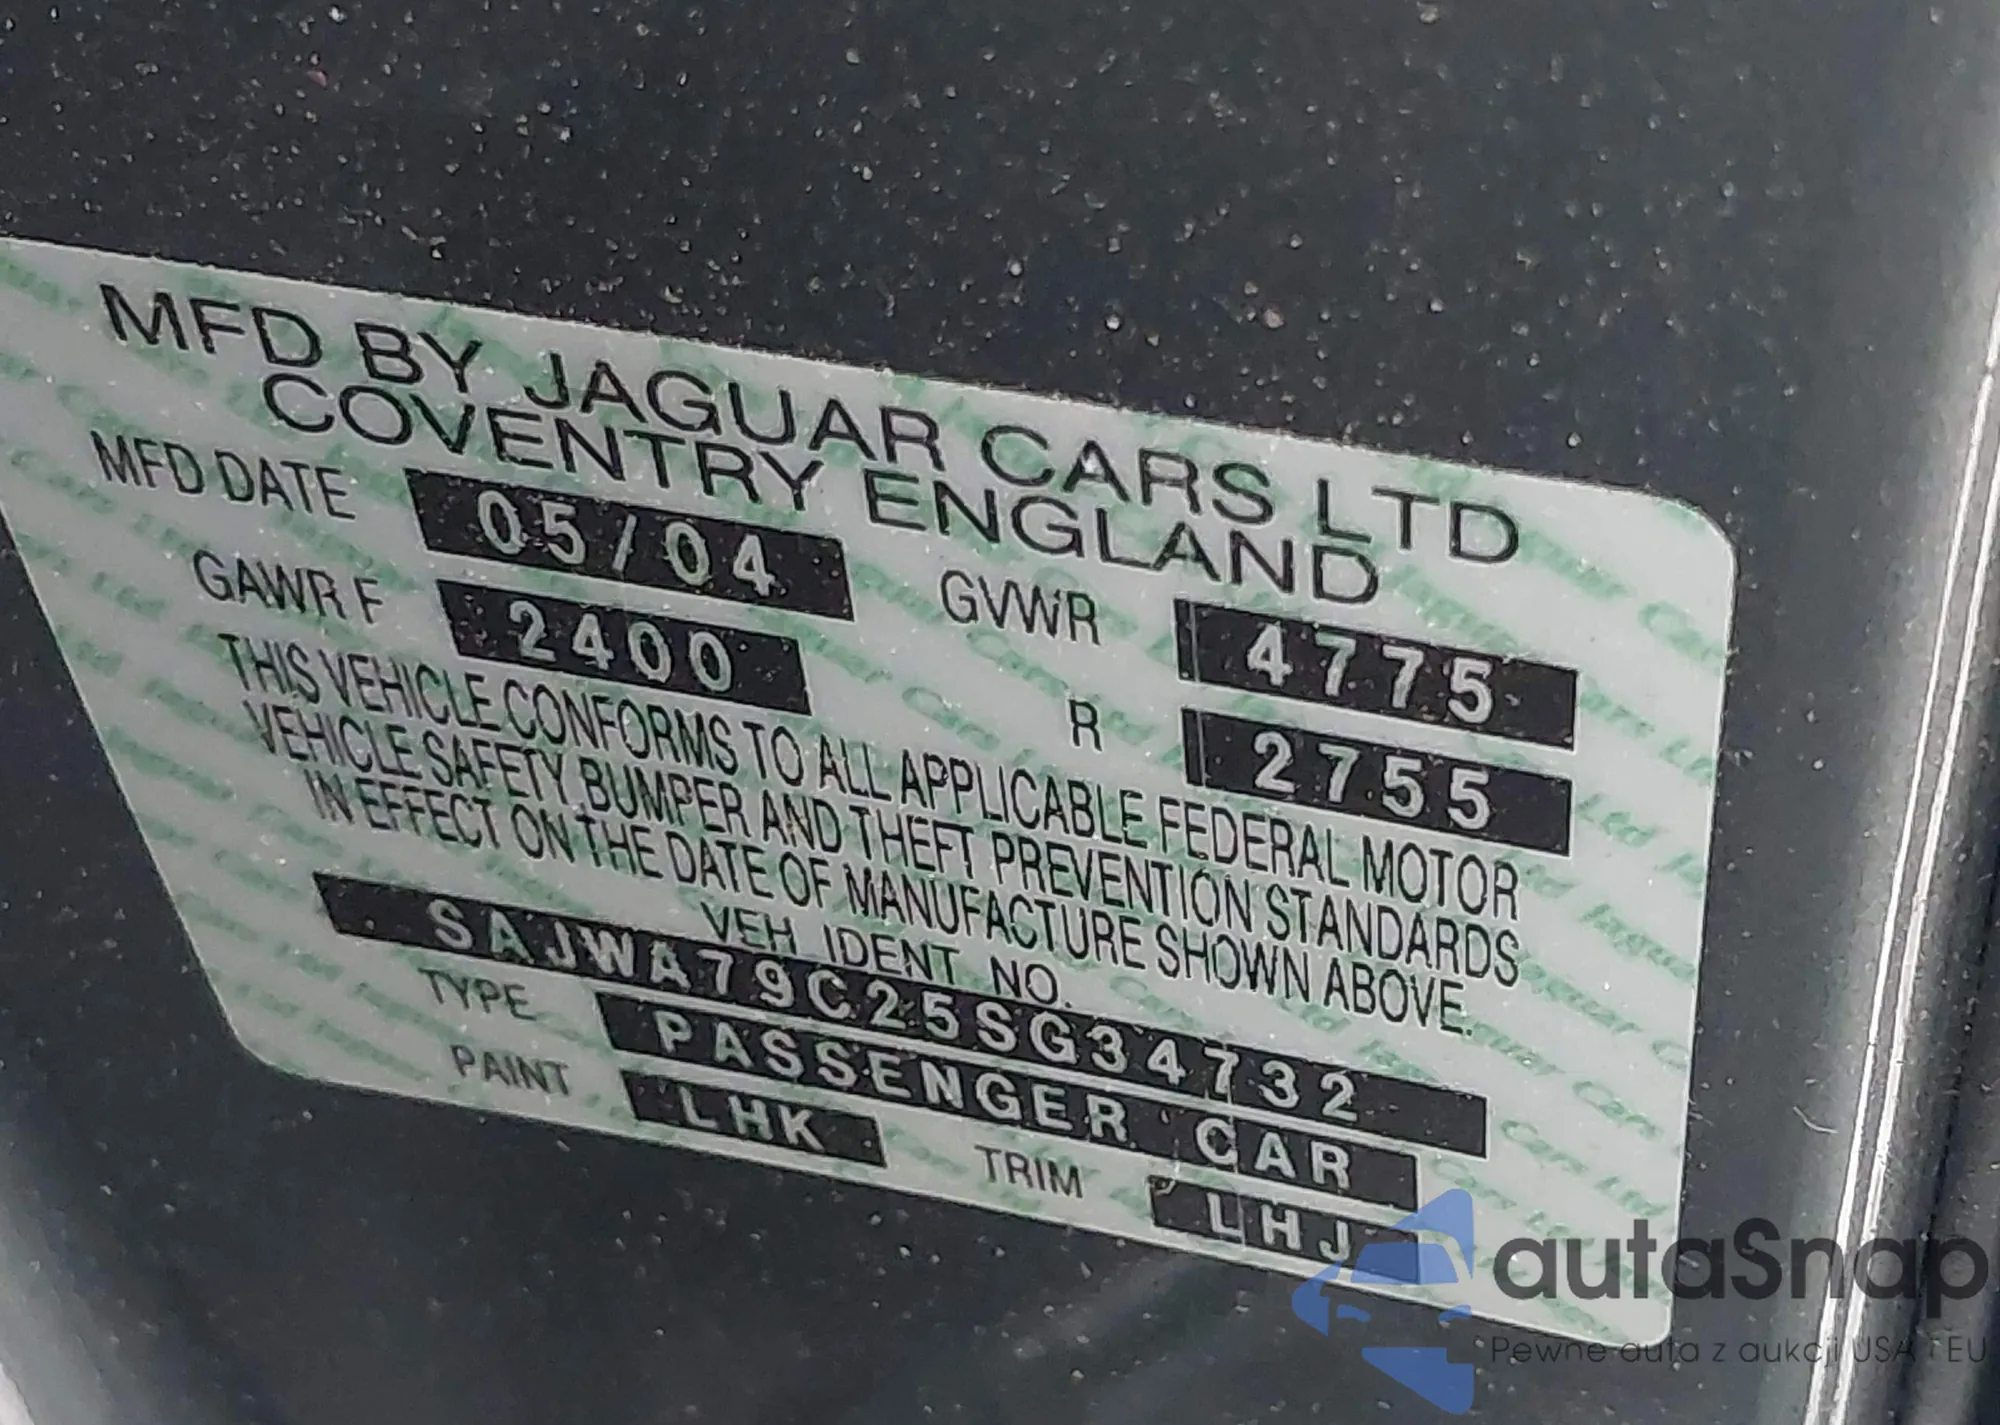 MFD BY JAGUAR CARS LTD
COVENTRY ENGLAND
MFD DATE 05/04 GVWR 4775
GAWR F 2400 R 2755
THIS VEHICLE CONFORMS TO ALL APPLICABLE FEDERAL MOTOR
VEHICLE SAFETY BUMPER AND THEFT PREVENTION STANDARDS
IN EFFECT ON THE DATE OF MANUFACTURE SHOWN ABOVE.
VEH IDENT NO.
SAJWA79C25SG34732
TYPE PASSENGER CAR
PAINT LHK TRIM LHJ
autaSnap
Pewne auta z aukcji USA i EU